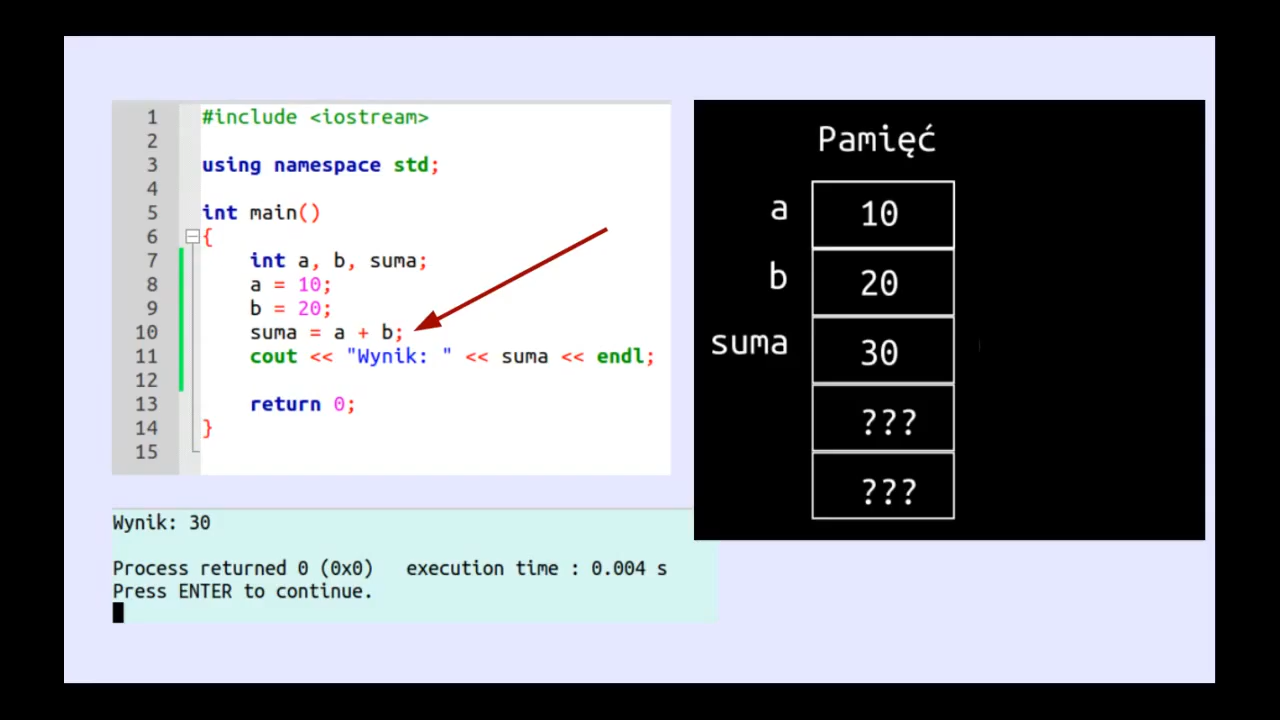 1 #include <iostream>
2
3 using namespace std;
4
5 int main()
6 {
7 int a, b, suma;
8 a = 10;
9 b = 20;
10 suma = a + b;
11 cout << "Wynik: " << suma << endl;
12
13 return 0;
14 }
15
Wynik: 30
Process returned 0 (0x0) execution time : 0.004 s
Press ENTER to continue.
Pamięć
a 10
b 20
suma 30
???
???